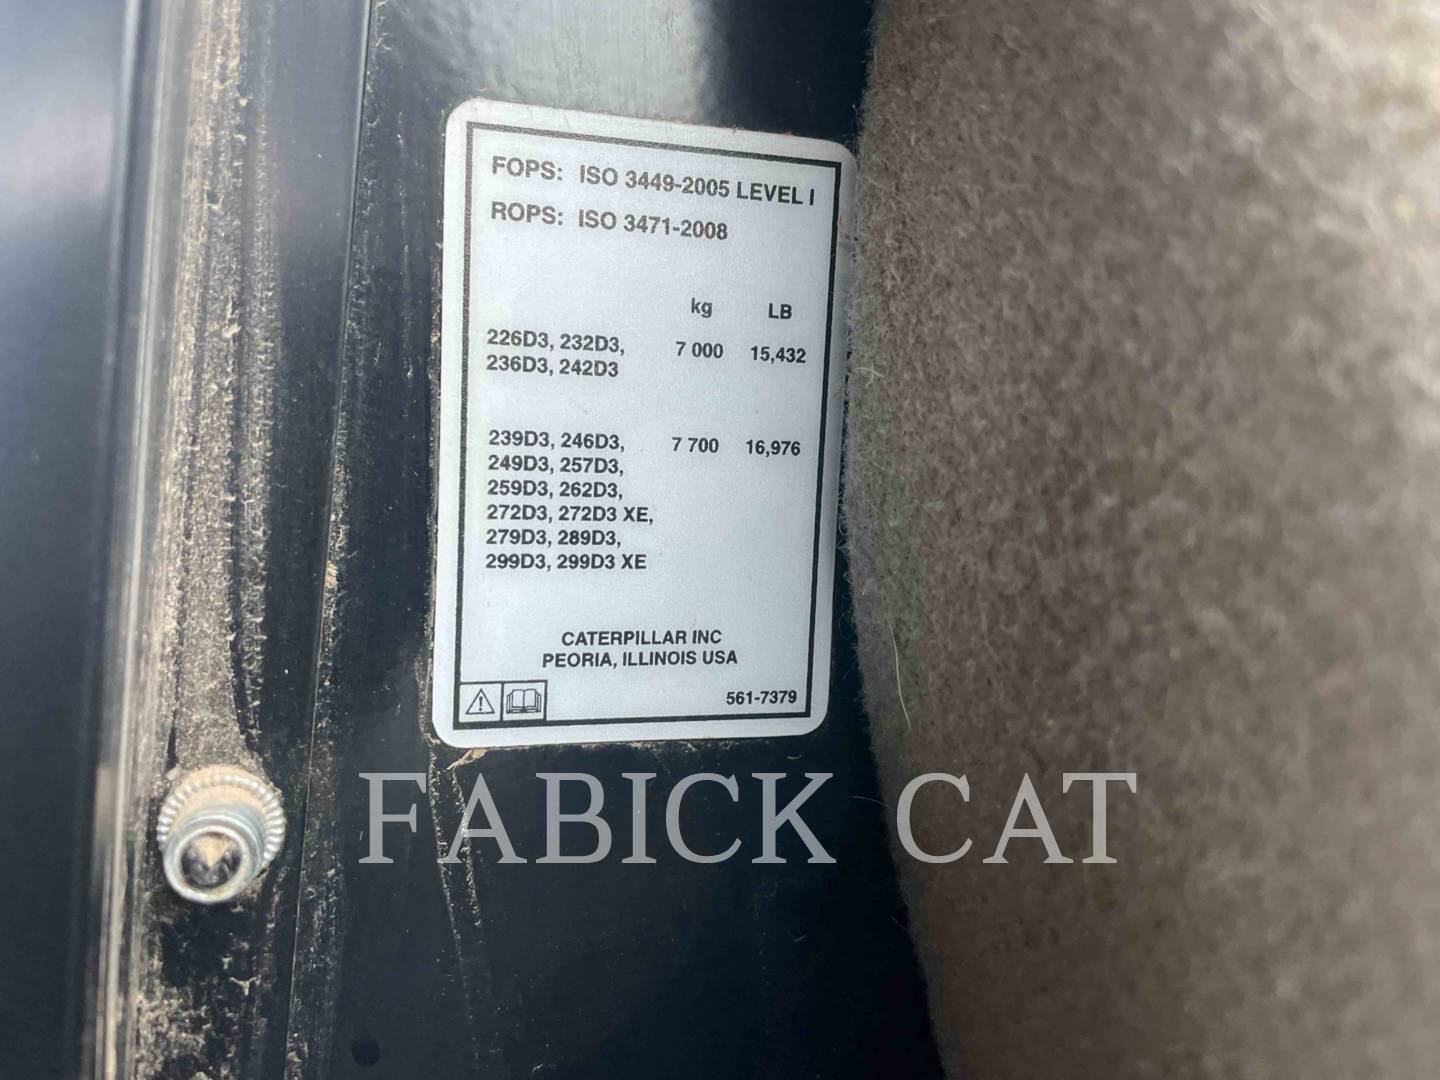 FOPS: ISO 3449-2005 LEVEL I
ROPS: ISO 3471-2008
kg LB
226D3, 232D3, 7 000 15,432
236D3, 242D3
239D3, 246D3, 7 700 16,976
249D3, 257D3,
259D3, 262D3,
272D3, 272D3 XE,
279D3, 289D3,
299D3, 299D3 XE
CATERPILLAR INC
PEORIA, ILLINOIS USA
561-7379
FABICK CAT